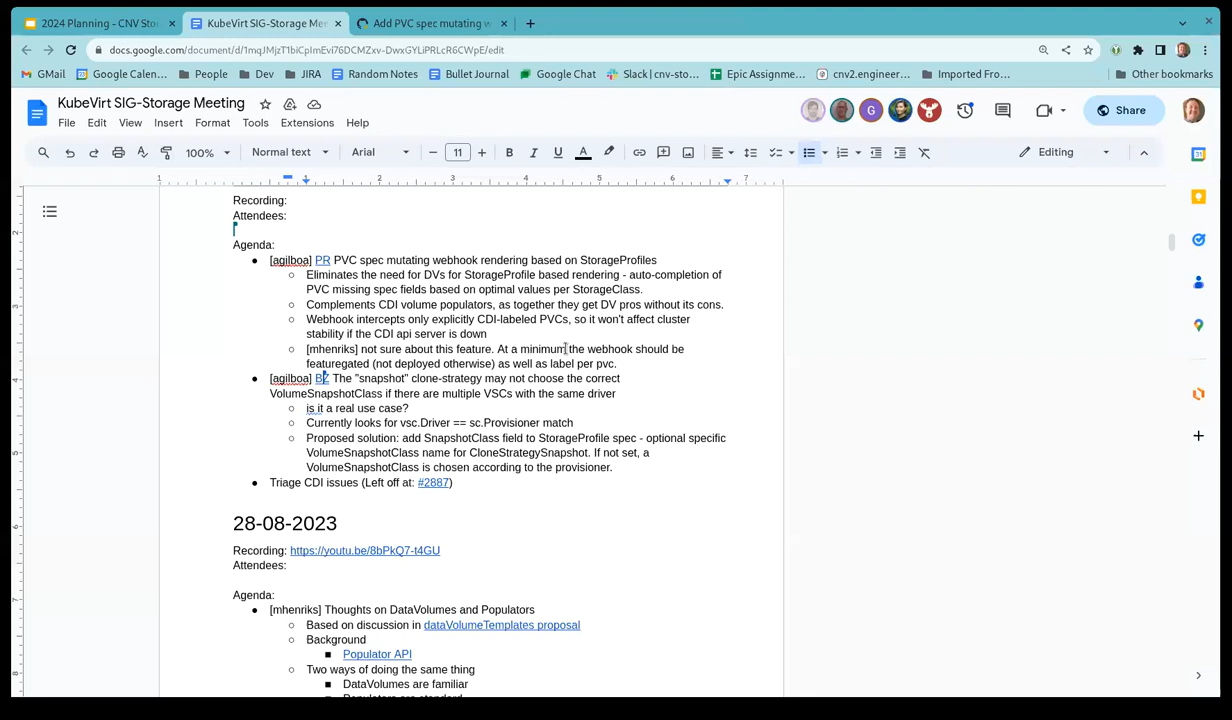 2024 Planning - CNV Sto
KubeVirt SIG-Storage Me
Add PVC spec mutating w
docs.google.com/document/d/1mqJMjzT1biCpImEvi76DCMZxv-DwxGYLiPRLcR6CWpE/edit
GMail
Google Calen...
People
Dev
JIRA
Random Notes
Bullet Journal
Google Chat
Slack | cnv-sto...
Epic Assignme...
cnv2.engineer...
Imported Fro...
Other bookmarks
KubeVirt SIG-Storage Meeting
File Edit View Insert Format Tools Extensions Help
G
Share
100%
Normal text
Arial
11
Editing
1 1 2 3 4 5 6 7
Recording:
Attendees:
Agenda:
[agilboa] PR PVC spec mutating webhook rendering based on StorageProfiles
Eliminates the need for DVs for StorageProfile based rendering - auto-completion of
PVC missing spec fields based on optimal values per StorageClass.
Complements CDI volume populators, as together they get DV pros without its cons.
Webhook intercepts only explicitly CDI-labeled PVCs, so it won't affect cluster
stability if the CDI api server is down
[mhenriks] not sure about this feature. At a minimum the webhook should be
featuregated (not deployed otherwise) as well as label per pvc.
[agilboa] BZ The "snapshot" clone-strategy may not choose the correct
VolumeSnapshotClass if there are multiple VSCs with the same driver
is it a real use case?
Currently looks for vsc.Driver == sc.Provisioner match
Proposed solution: add SnapshotClass field to StorageProfile spec - optional specific
VolumeSnapshotClass name for CloneStrategySnapshot. If not set, a
VolumeSnapshotClass is chosen according to the provisioner.
Triage CDI issues (Left off at: #2887)
28-08-2023
Recording: https://youtu.be/8bPkQ7-t4GU
Attendees:
Agenda:
[mhenriks] Thoughts on DataVolumes and Populators
Based on discussion in dataVolumeTemplates proposal
Background
Populator API
Two ways of doing the same thing
DataVolumes are familiar